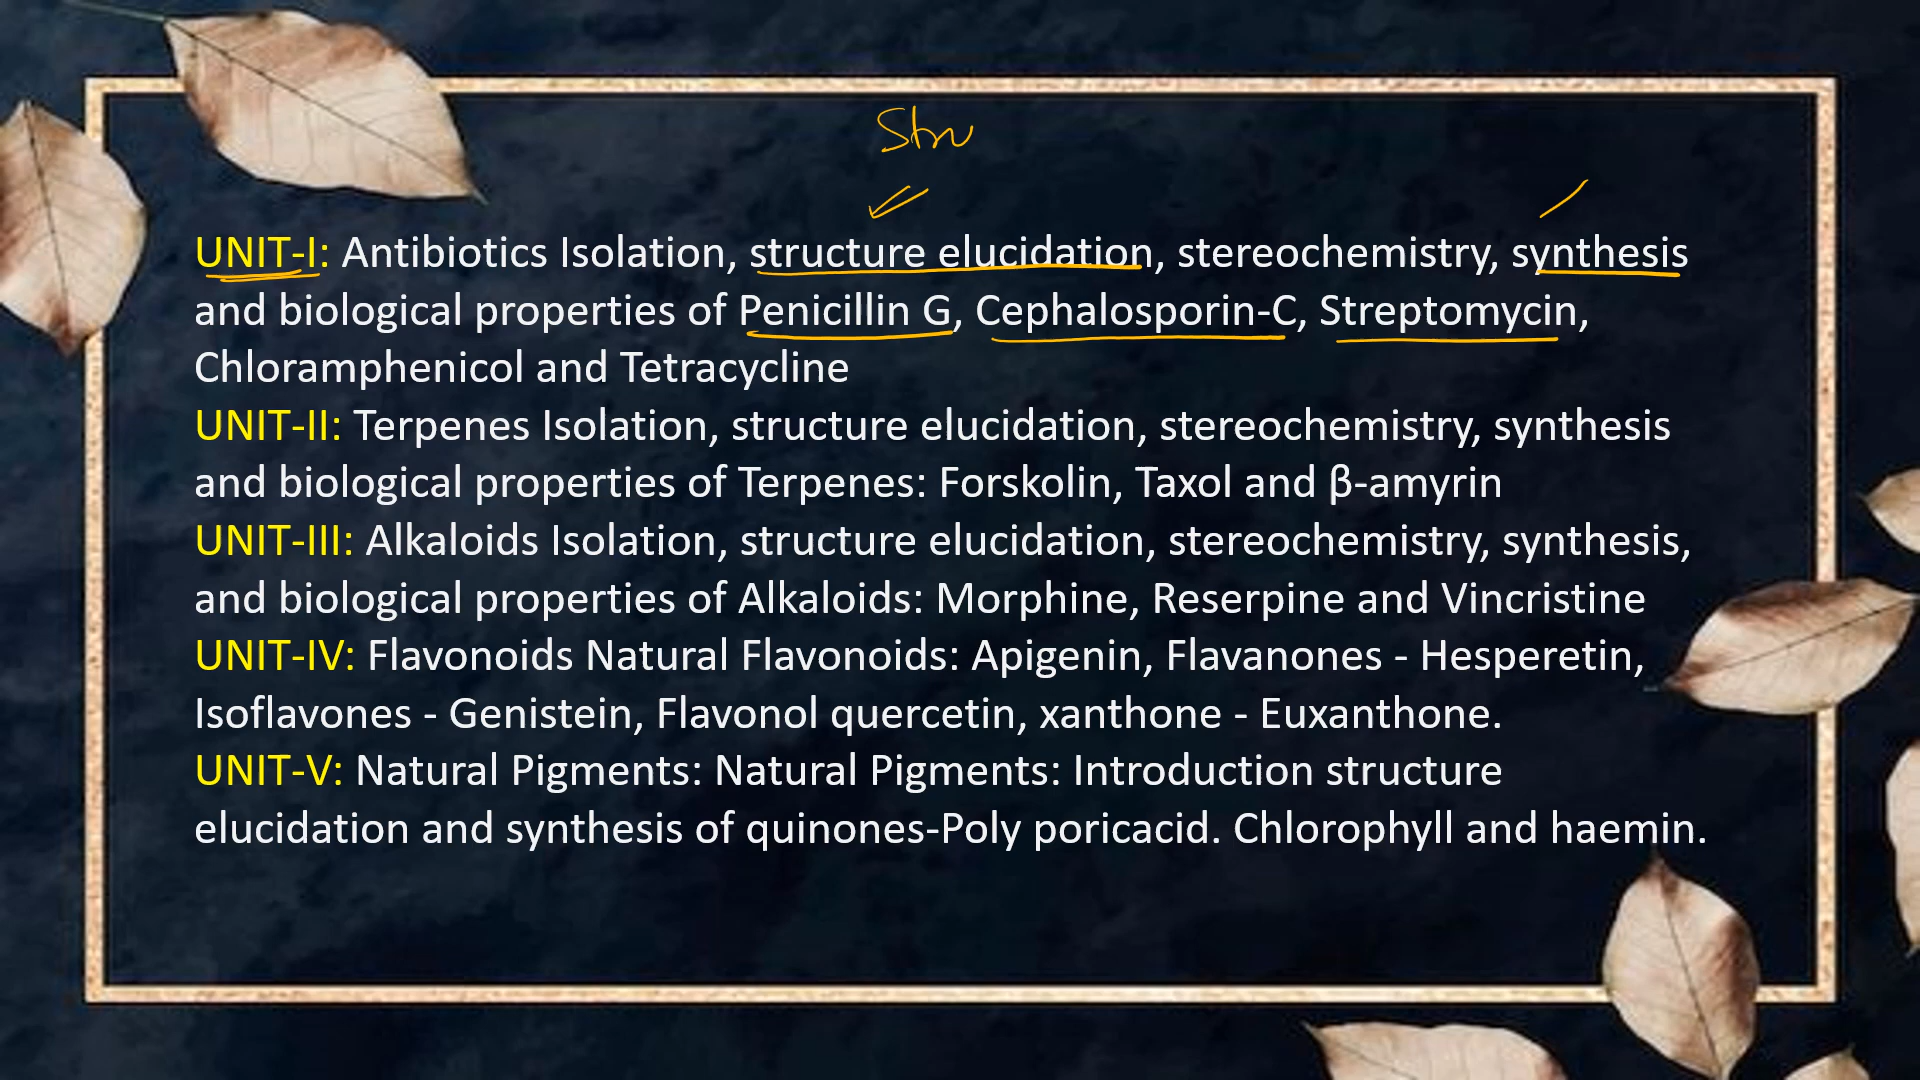 Stru
UNIT-I: Antibiotics Isolation, structure elucidation, stereochemistry, synthesis
and biological properties of Penicillin G, Cephalosporin-C, Streptomycin,
Chloramphenicol and Tetracycline
UNIT-II: Terpenes Isolation, structure elucidation, stereochemistry, synthesis
and biological properties of Terpenes: Forskolin, Taxol and β-amyrin
UNIT-III: Alkaloids Isolation, structure elucidation, stereochemistry, synthesis,
and biological properties of Alkaloids: Morphine, Reserpine and Vincristine
UNIT-IV: Flavonoids Natural Flavonoids: Apigenin, Flavanones - Hesperetin,
Isoflavones - Genistein, Flavonol quercetin, xanthone - Euxanthone.
UNIT-V: Natural Pigments: Natural Pigments: Introduction structure
elucidation and synthesis of quinones-Poly poricacid. Chlorophyll and haemin.